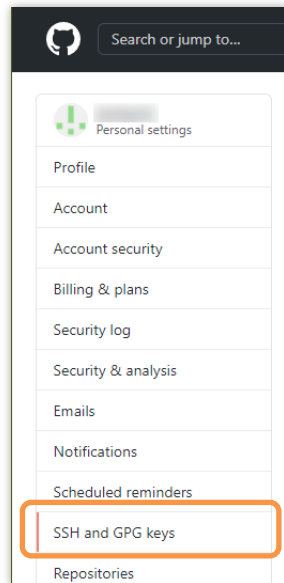 Search or jump to...
Personal settings
Profile
Account
Account security
Billing & plans
Security log
Security & analysis
Emails
Notifications
Scheduled reminders
SSH and GPG keys
Repositories